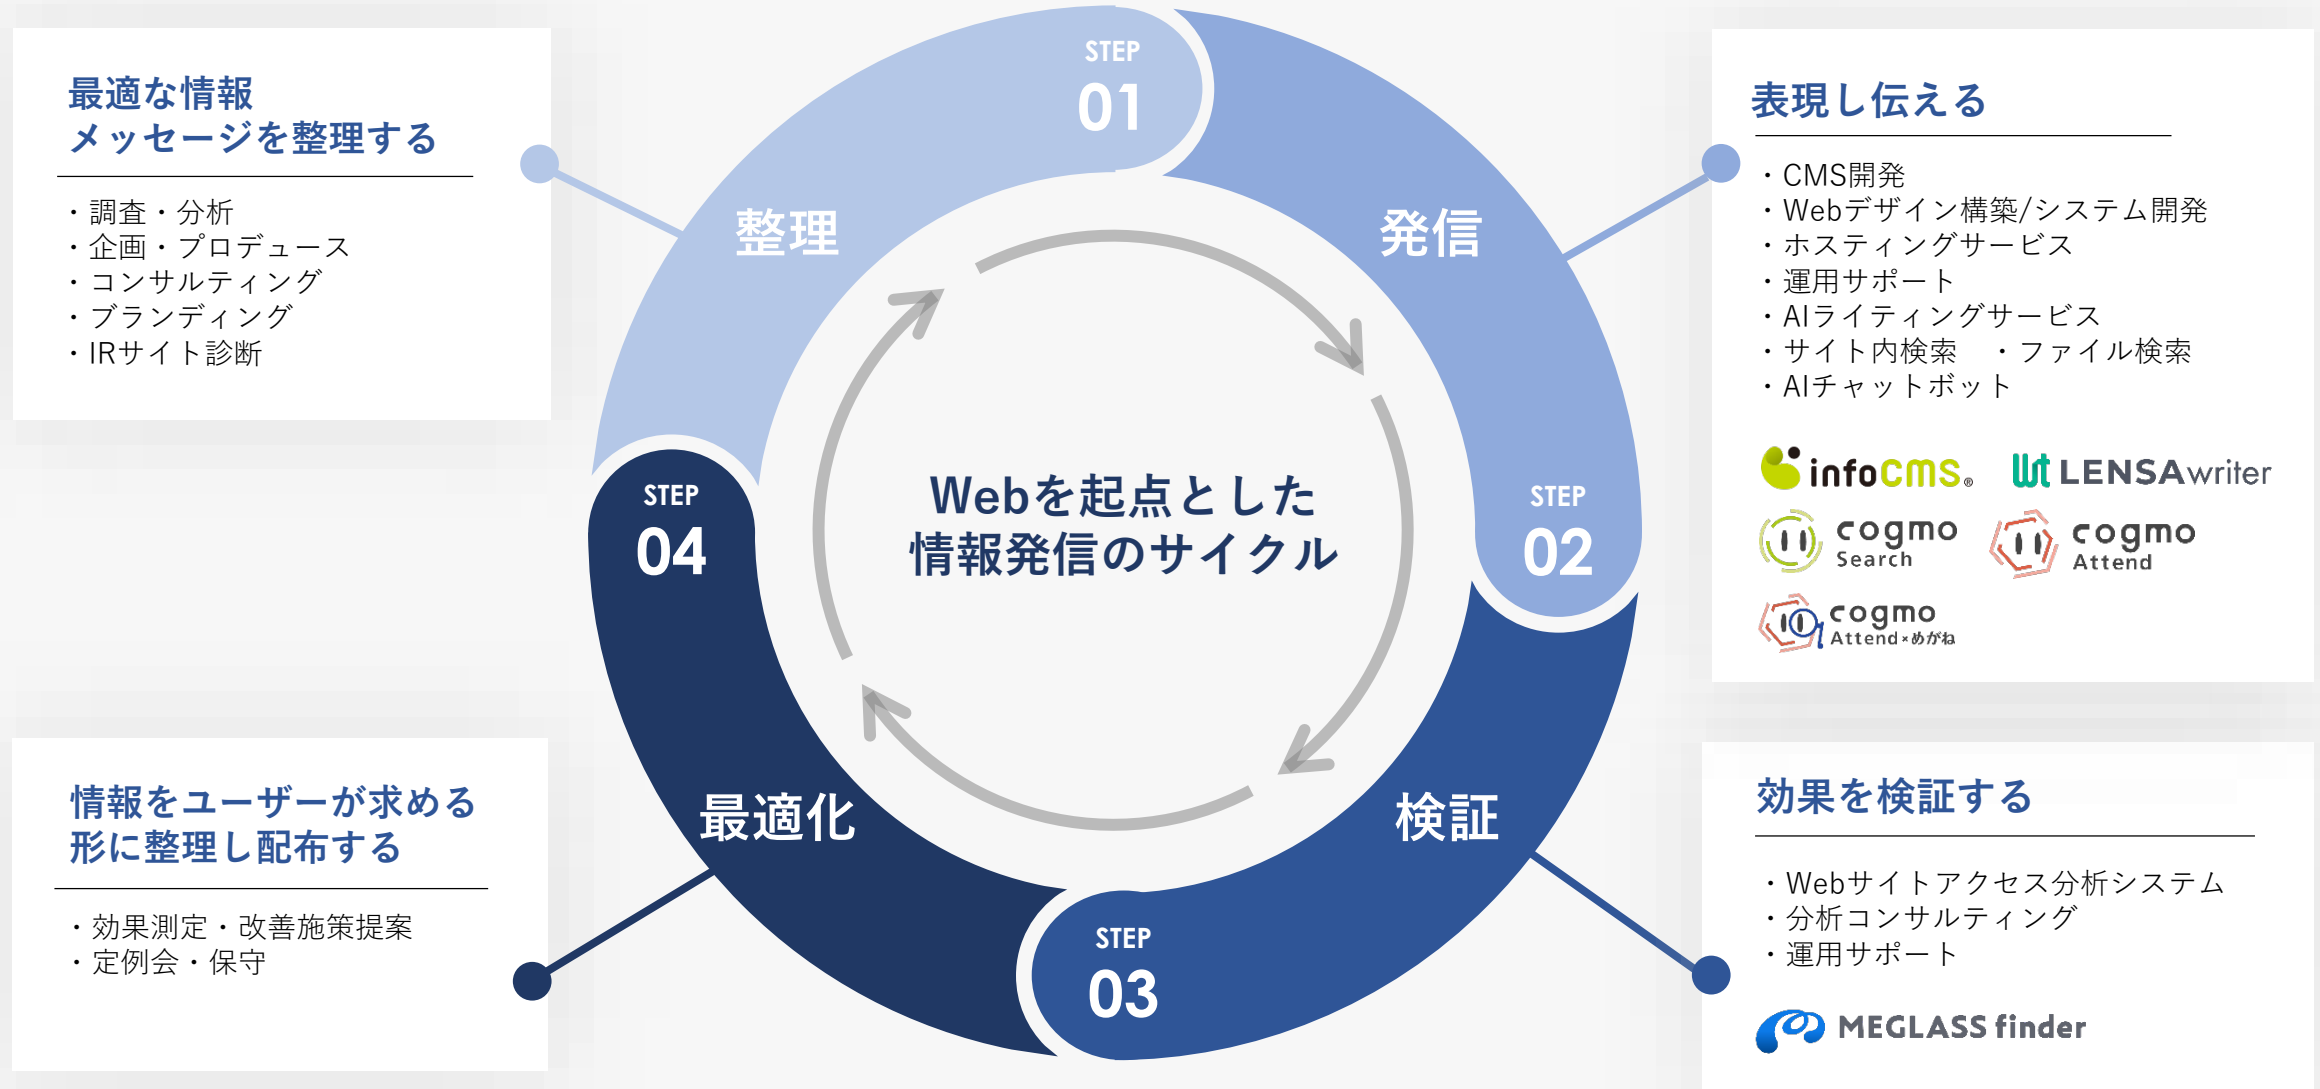 最適な情報
メッセージを整理する
・調査・分析
・企画・プロデュース
・コンサルティング
・ブランディング
・IRサイト診断
STEP
01
整理
発信
表現し伝える
・CMS開発
・Webデザイン構築/システム開発
・ホスティングサービス
・運用サポート
・AIライティングサービス
・サイト内検索　・ファイル検索
・AIチャットボット
infoCMS®
LENSAwriter
cogmo
Search
cogmo
Attend
cogmo
Attend×めがね
STEP
02
Webを起点とした
情報発信のサイクル
STEP
04
情報をユーザーが求める
形に整理し配布する
・効果測定・改善施策提案
・定例会・保守
最適化
検証
STEP
03
効果を検証する
・Webサイトアクセス分析システム
・分析コンサルティング
・運用サポート
MEGLASS finder